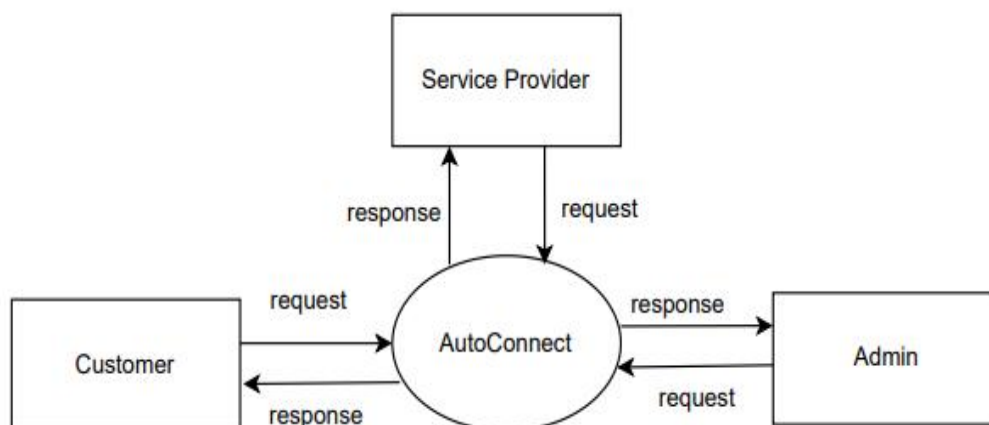 Service Provider
response
request
request
response
AutoConnect
Customer
Admin
response
request